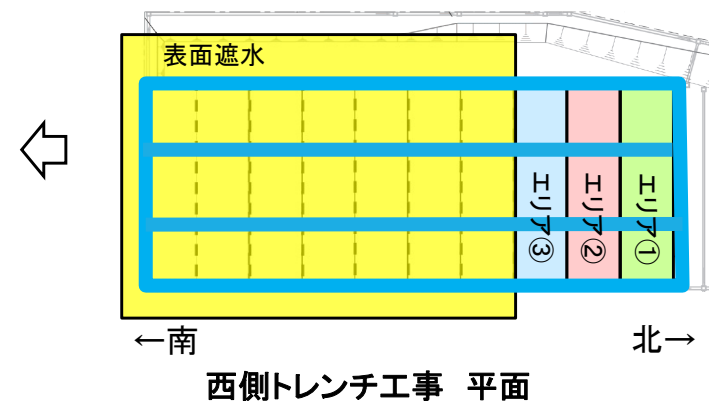 表面遮水
エリア③
エリア②
エリア①
←南
北→
西側トレンチ工事 平面